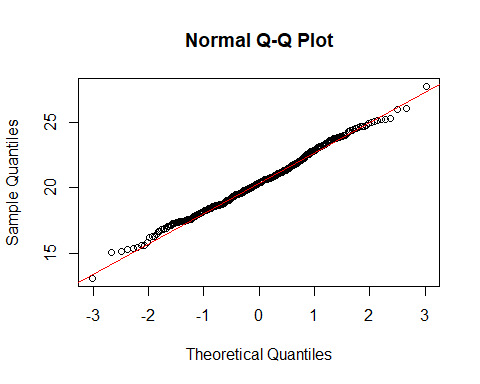 Normal Q-Q Plot
Sample Quantiles
25
20
15
-3 -2 -1 0 1 2 3
Theoretical Quantiles